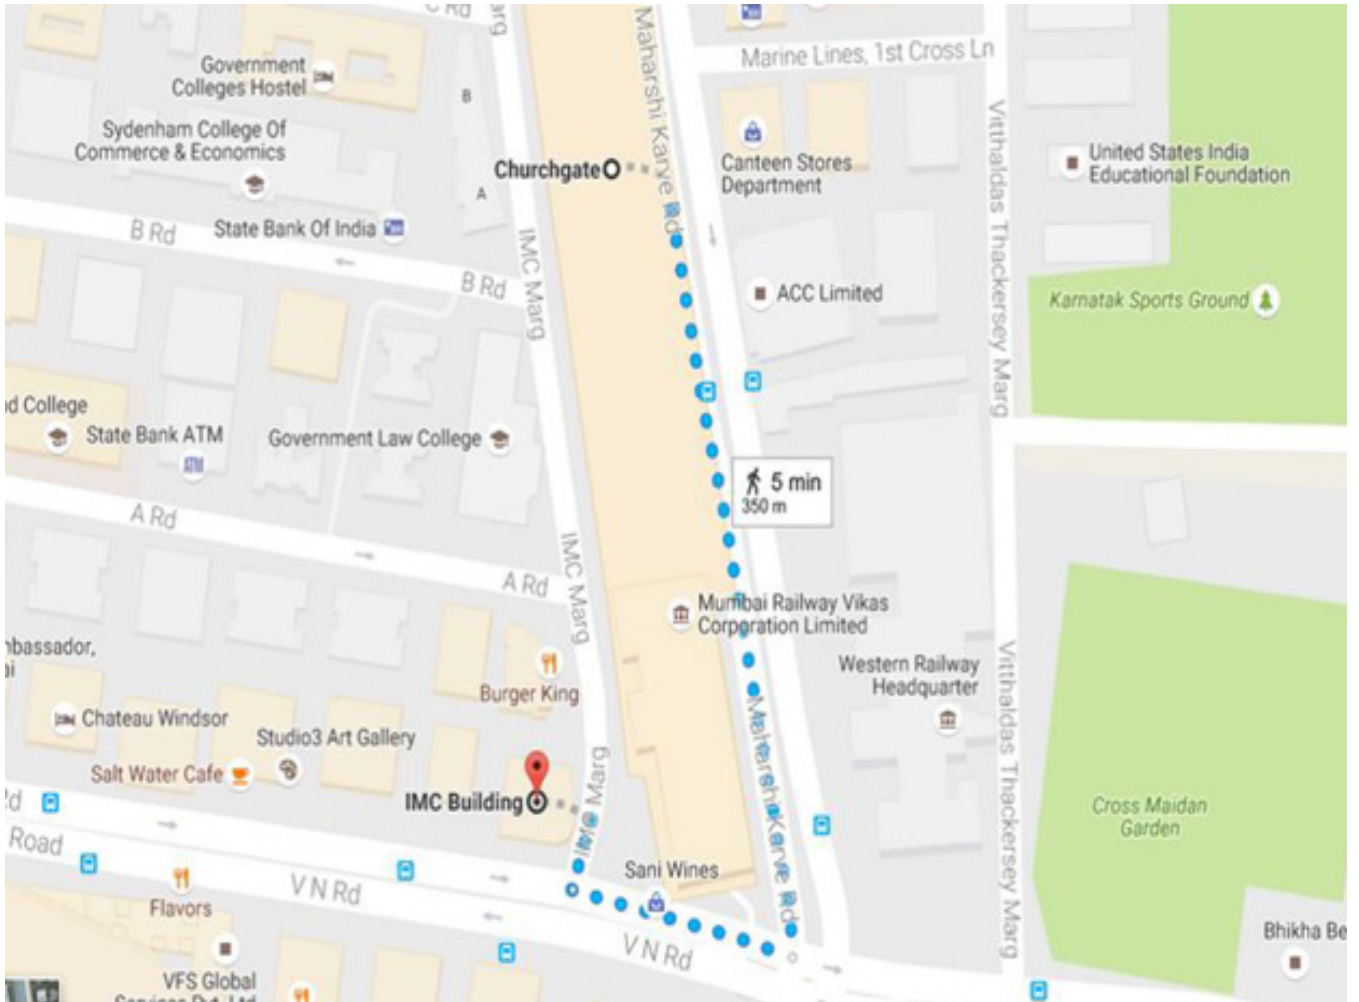 C Rd
Maharshi Karve Rd
Marine Lines, 1st Cross Ln
Government
Colleges Hostel
B
Sydenham College Of
Commerce & Economics
A
Churchgate
Canteen Stores
Department
Vitthaldas Thackersey Marg
United States India
Educational Foundation
State Bank Of India
B Rd
B Rd
IMC Marg
ACC Limited
Karnatak Sports Ground
College
State Bank ATM
ATM
Government Law College
5 min
350 m
A Rd
A Rd
IMC Marg
Mumbai Railway Vikas
Corporation Limited
Western Railway
Headquarter
Vitthaldas Thackersey Marg
Burger King
Chateau Windsor
Studio3 Art Gallery
Salt Water Cafe
IMC Building
IMC Marg
Maharshi Karve Rd
Cross Maidan
Garden
Road
V N Rd
Sani Wines
Flavors
V N Rd
VFS Global
Bhikha Be